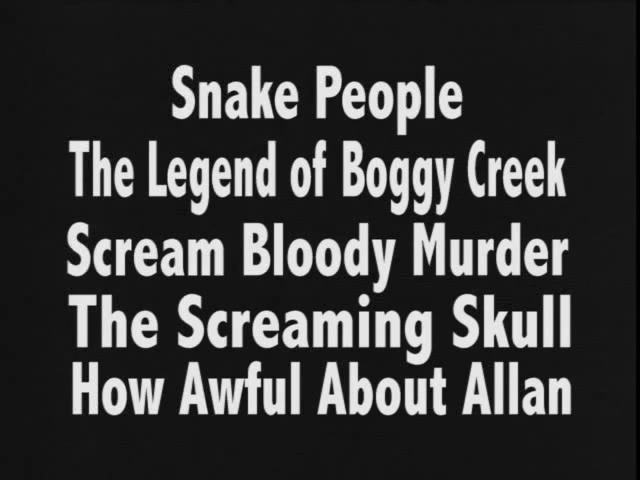 Snake People
The Legend of Boggy Creek
Scream Bloody Murder
The Screaming Skull
How Awful About Allan